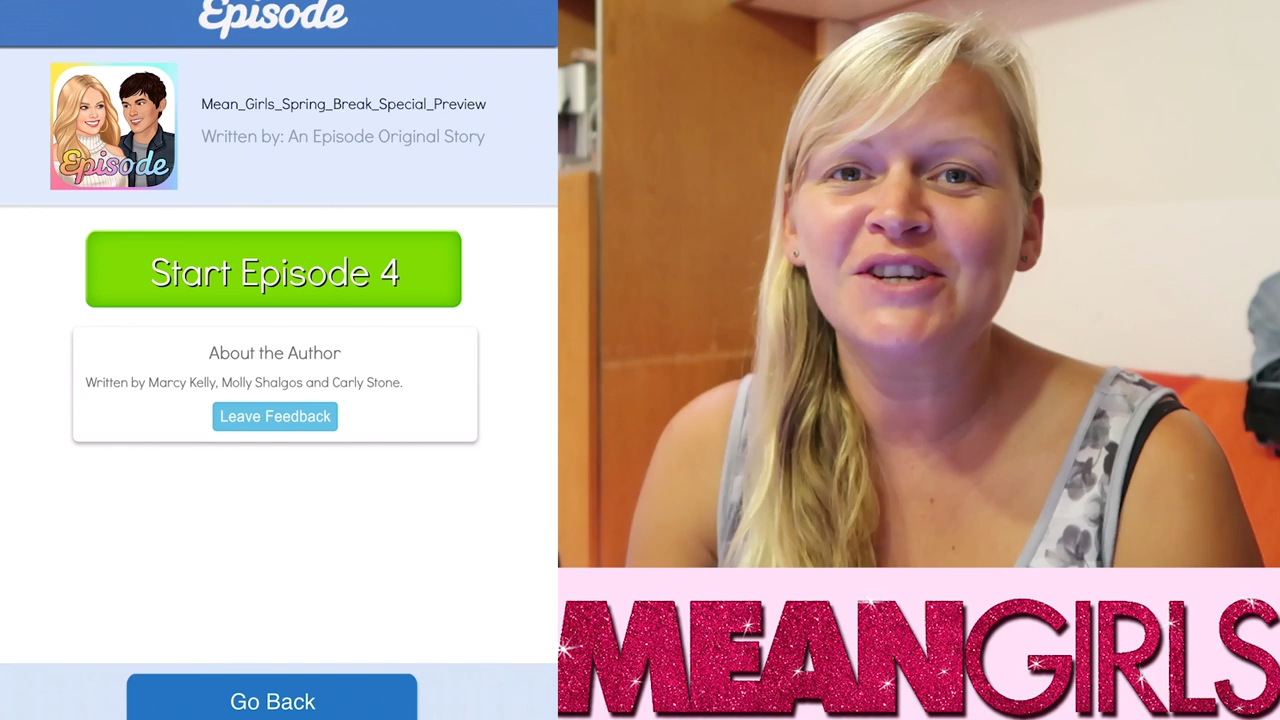 Episode
Mean_Girls_Spring_Break_Special_Preview
Written by: An Episode Original Story
Episode
Start Episode 4
About the Author
Written by Marcy Kelly, Molly Shalgos and Carly Stone.
Leave Feedback
Go Back
MEANGIRLS